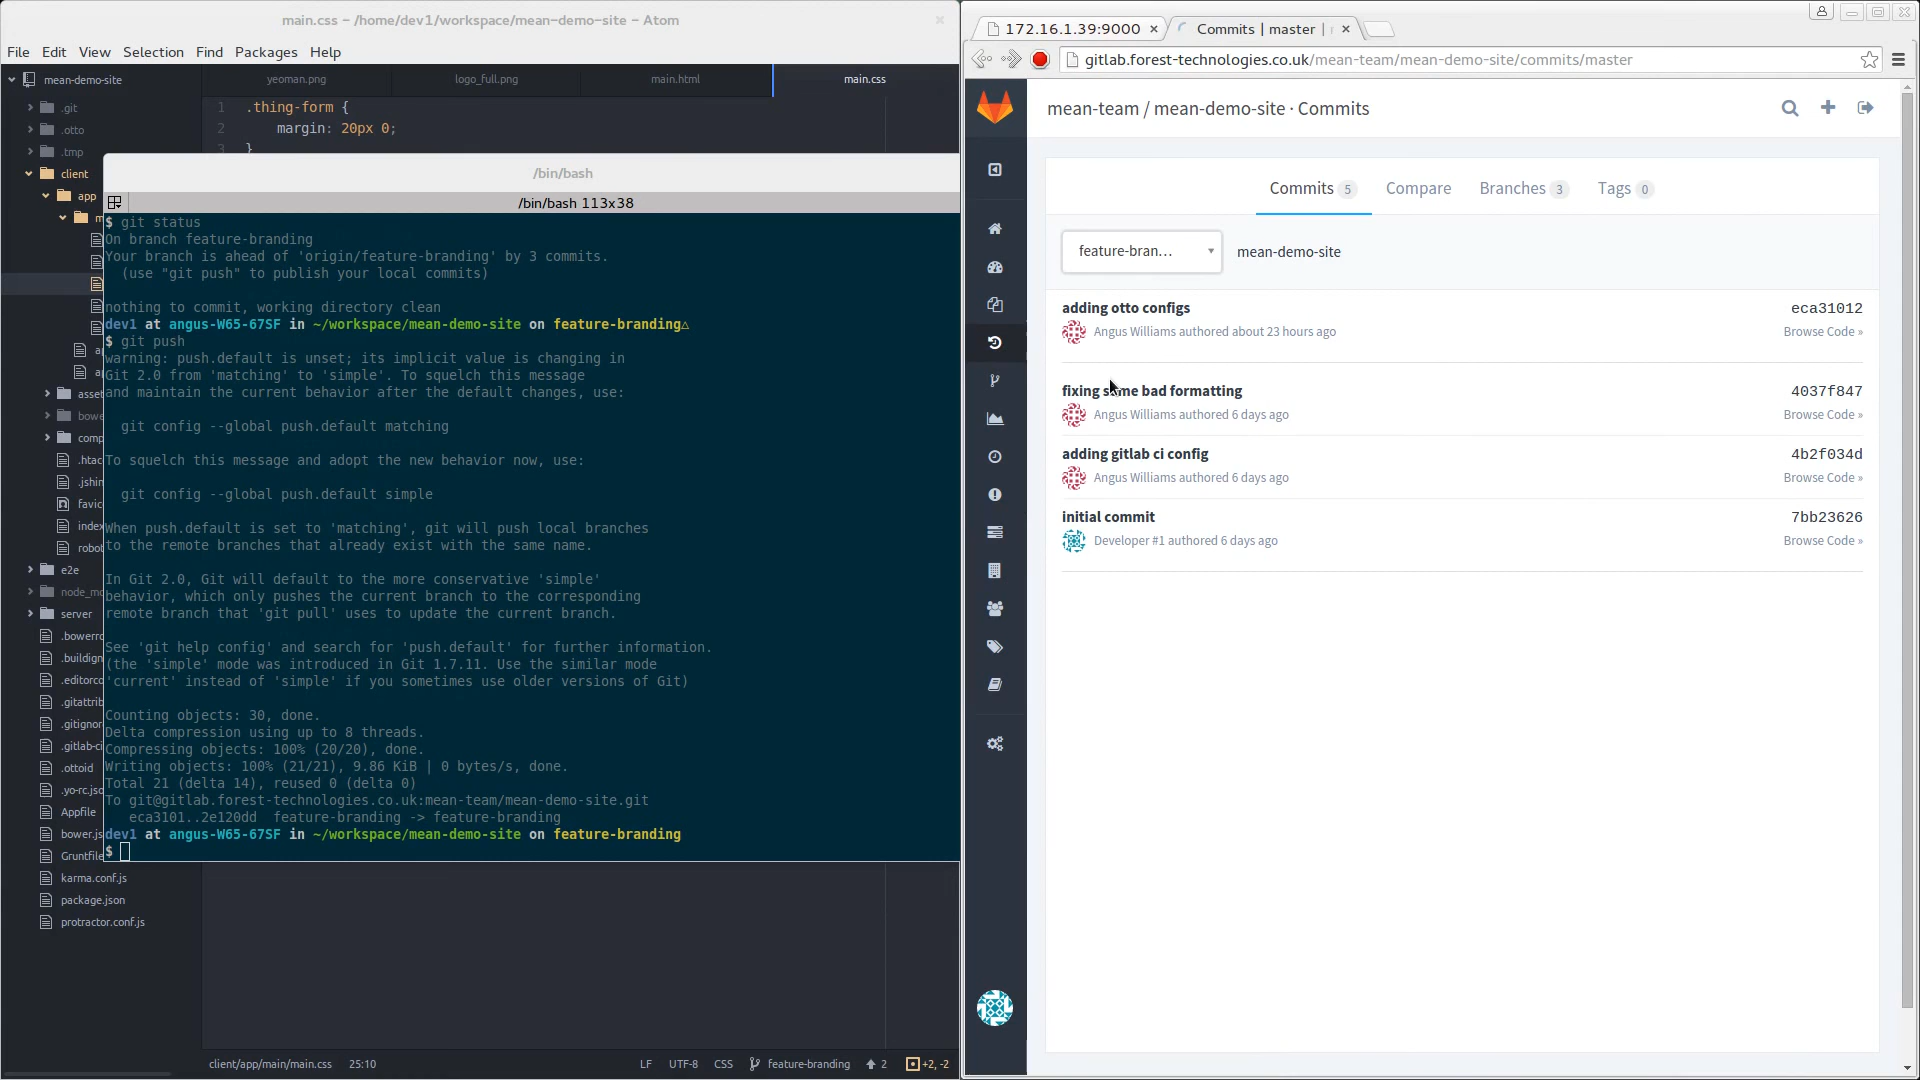 main.css – /home/dev1/workspace/mean-demo-site – Atom
File Edit View Selection Find Packages Help
mean-demo-site
yeoman.png
logo_full.png
main.html
main.css
.git
.otto
.tmp
client
app
m
asset
bowe
comp
.htac
.jshin
favic
index
robot
e2e
node_mo
server
.bowerrc
.buildign
.editorco
.gitattrib
.gitignor
.gitlab-ci
.ottoid
.yo-rc.jso
Appfile
bower.js
Gruntfile
karma.conf.js
package.json
protractor.conf.js
1 .thing-form {
2 margin: 20px 0;
3 }
/bin/bash
/bin/bash 113x38
$ git status
On branch feature-branding
Your branch is ahead of 'origin/feature-branding' by 3 commits.
(use "git push" to publish your local commits)
nothing to commit, working directory clean
dev1 at angus-W65-67SF in ~/workspace/mean-demo-site on feature-branding△
$ git push
warning: push.default is unset; its implicit value is changing in
Git 2.0 from 'matching' to 'simple'. To squelch this message
and maintain the current behavior after the default changes, use:
git config --global push.default matching
To squelch this message and adopt the new behavior now, use:
git config --global push.default simple
When push.default is set to 'matching', git will push local branches
to the remote branches that already exist with the same name.
In Git 2.0, Git will default to the more conservative 'simple'
behavior, which only pushes the current branch to the corresponding
remote branch that 'git pull' uses to update the current branch.
See 'git help config' and search for 'push.default' for further information.
(the 'simple' mode was introduced in Git 1.7.11. Use the similar mode
'current' instead of 'simple' if you sometimes use older versions of Git)
Counting objects: 30, done.
Delta compression using up to 8 threads.
Compressing objects: 100% (20/20), done.
Writing objects: 100% (21/21), 9.86 KiB | 0 bytes/s, done.
Total 21 (delta 14), reused 0 (delta 0)
To git@gitlab.forest-technologies.co.uk:mean-team/mean-demo-site.git
eca3101..2e120dd feature-branding -> feature-branding
dev1 at angus-W65-67SF in ~/workspace/mean-demo-site on feature-branding
$
client/app/main/main.css 25:10 LF UTF-8 CSS feature-branding 2 +2, -2
172.16.1.39:9000
Commits | master |
gitlab.forest-technologies.co.uk/mean-team/mean-demo-site/commits/master
mean-team / mean-demo-site · Commits
Commits 5 Compare Branches 3 Tags 0
feature-bran... mean-demo-site
adding otto configs eca31012
Angus Williams authored about 23 hours ago Browse Code »
fixing some bad formatting 4037f847
Angus Williams authored 6 days ago Browse Code »
adding gitlab ci config 4b2f034d
Angus Williams authored 6 days ago Browse Code »
initial commit 7bb23626
Developer #1 authored 6 days ago Browse Code »